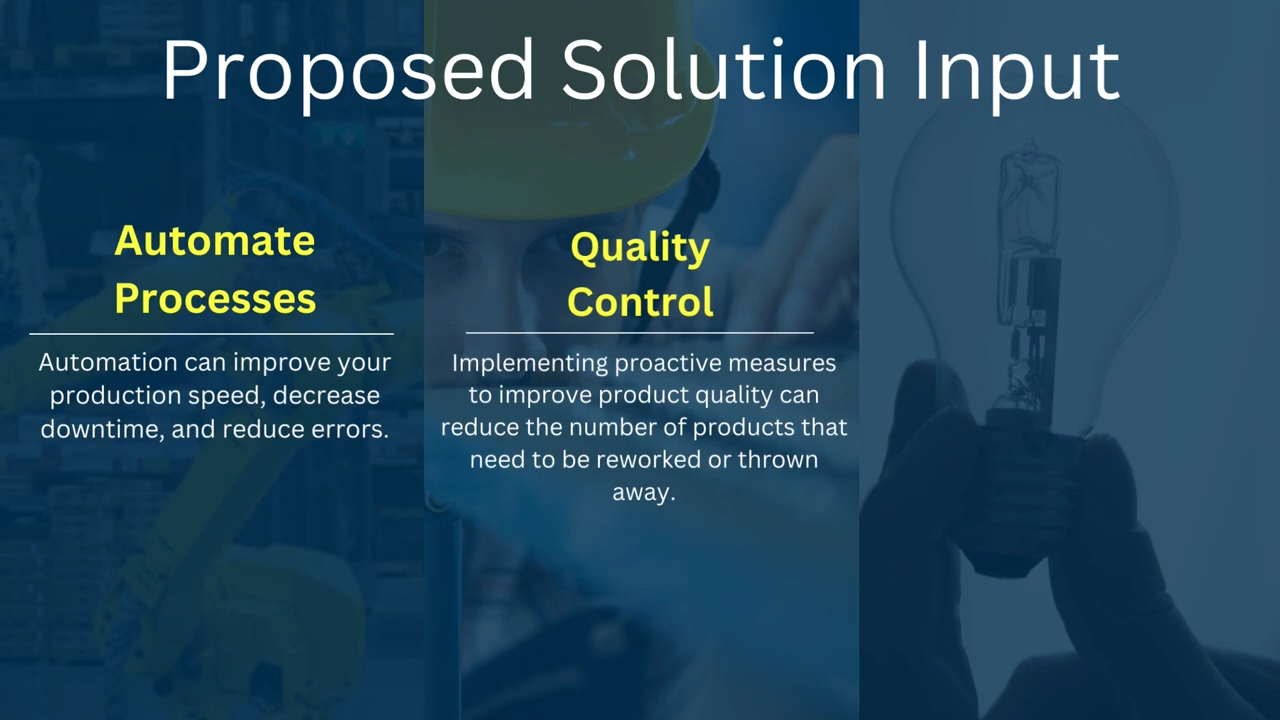 Proposed Solution Input
Automate
Processes
Automation can improve your
production speed, decrease
downtime, and reduce errors.
Quality
Control
Implementing proactive measures
to improve product quality can
reduce the number of products that
need to be reworked or thrown
away.